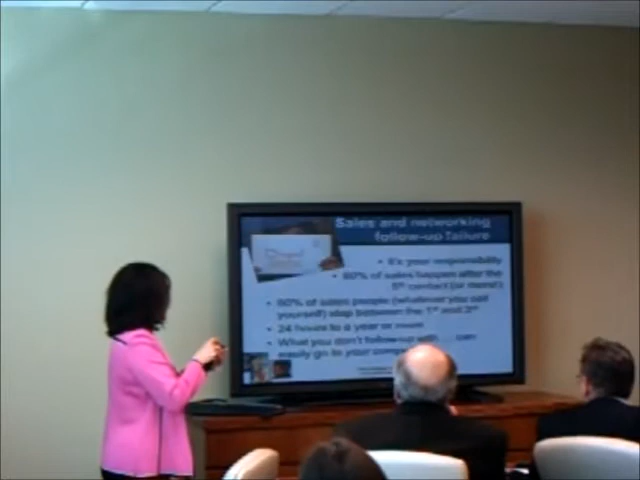 Sales and networking
follow-up failure
• It's your responsibility
• 80% of sales happen after the
5th contact (or more!)
• 90% of sales people (whatever you call
yourself) stop between the 1st and 3rd
• 24 hours to a year or more
• What you don't follow-up
easily go to your